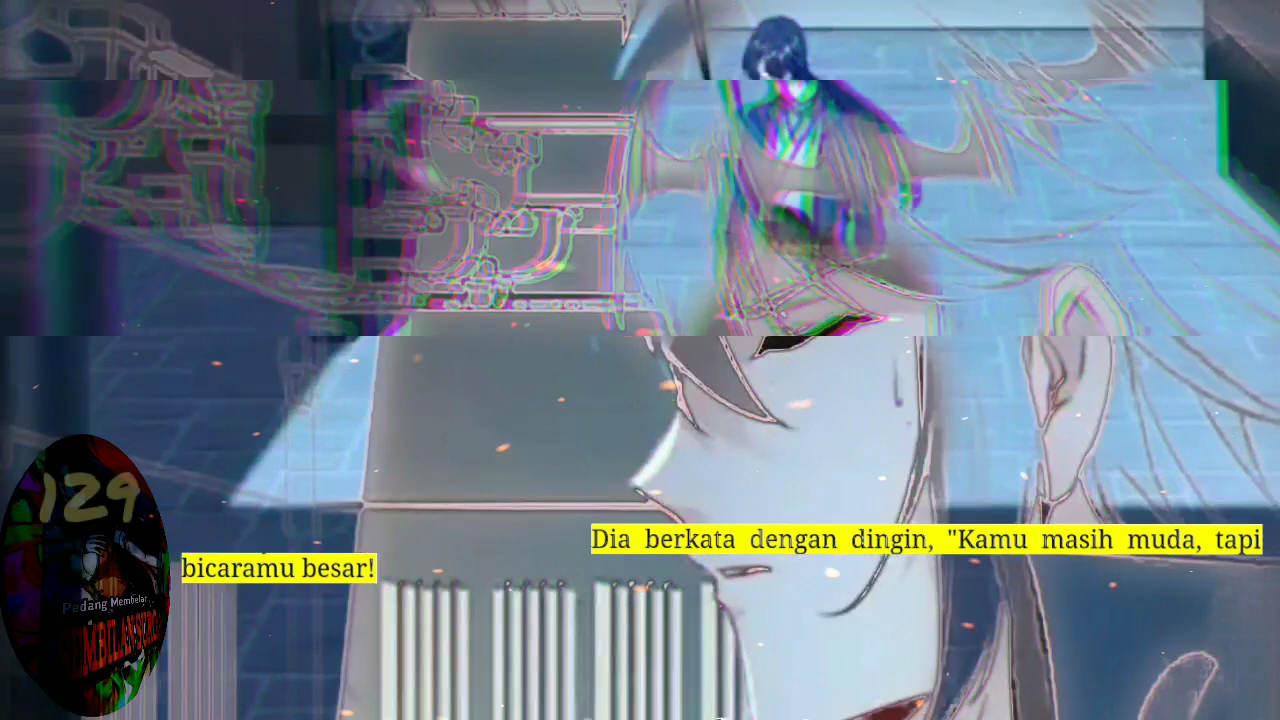 Dia berkata dengan dingin, "Kamu masih muda, tapi
bicaramu besar!
129
Pedang Membelah